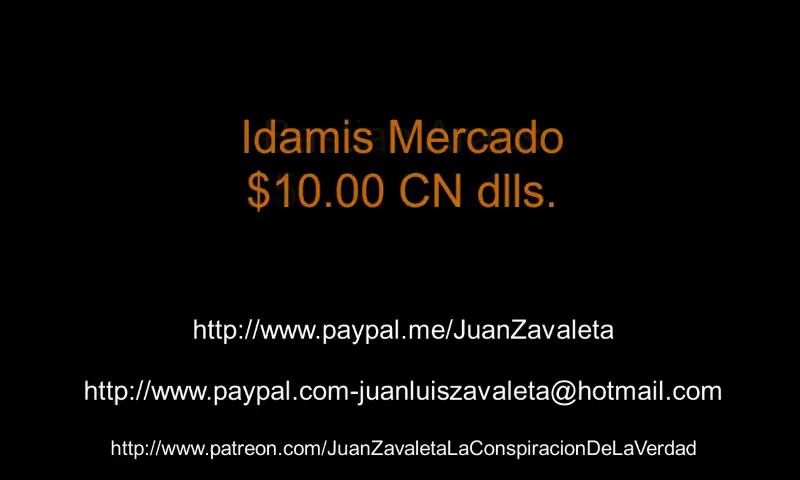 Idamis Mercado
$10.00 CN dlls.
http://www.paypal.me/JuanZavaleta
http://www.paypal.com-juanluiszavaleta@hotmail.com
http://www.patreon.com/JuanZavaletaLaConspiracionDeLaVerdad